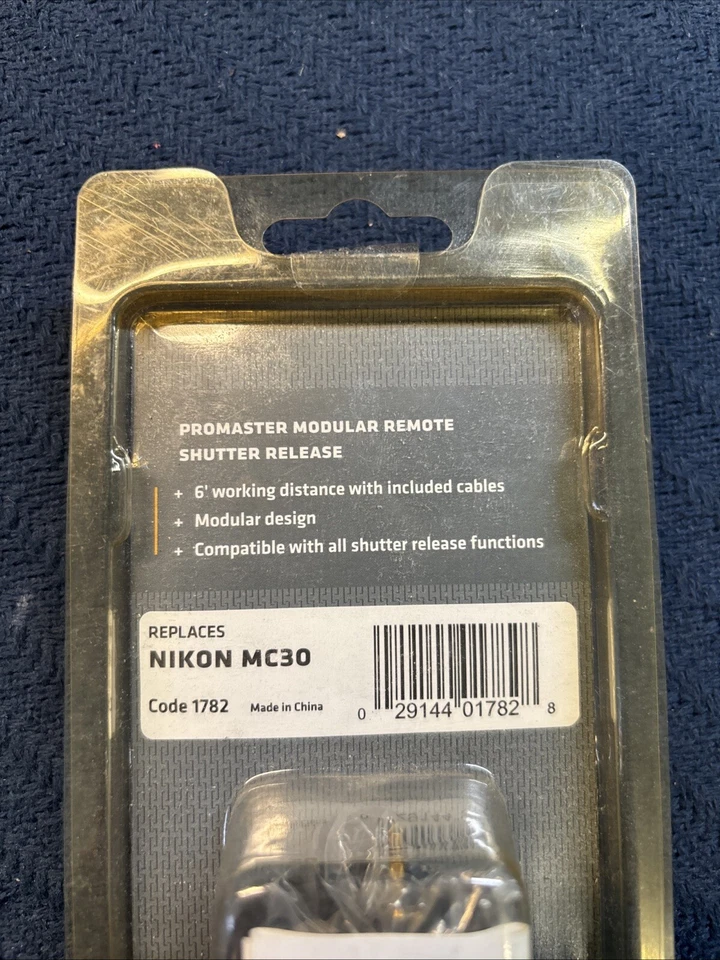 PROMASTER MODULAR REMOTE
SHUTTER RELEASE
+ 6' working distance with included cables
+ Modular design
+ Compatible with all shutter release functions
REPLACES
NIKON MC30
Code 1782 Made in China
0 29144 01782 8